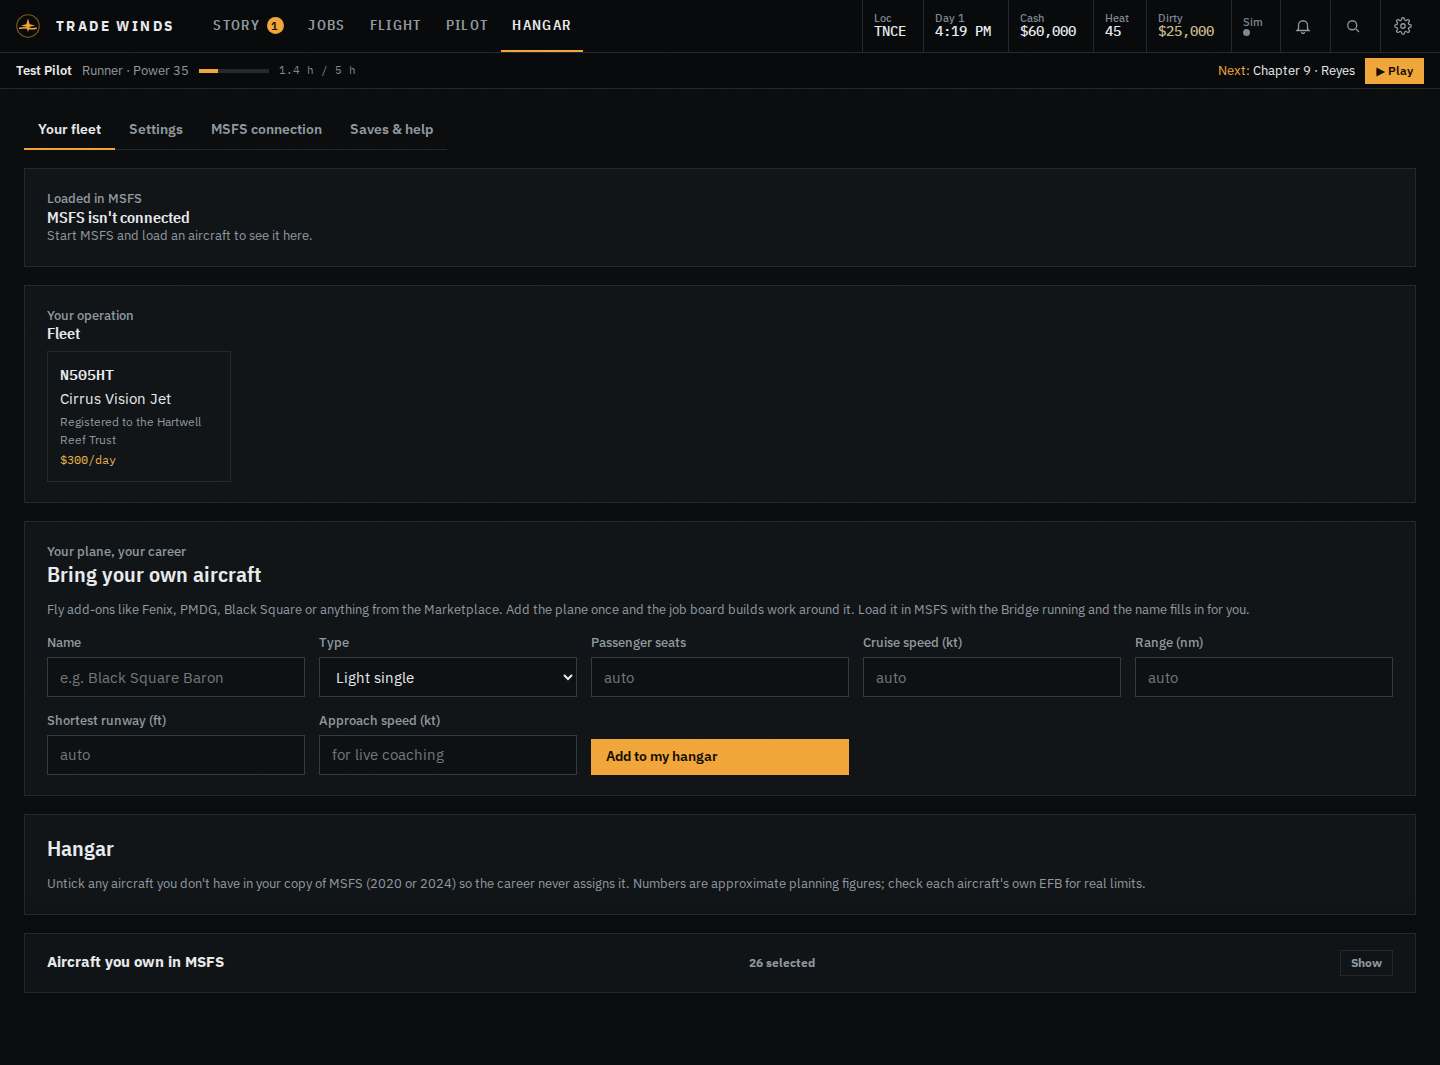 TRADE WINDS
STORY 1
JOBS
FLIGHT
PILOT
HANGAR
Loc
TNCE
Day 1
4:19 PM
Cash
$60,000
Heat
45
Dirty
$25,000
Sim
Test Pilot Runner · Power 35 1.4 h / 5 h
Next: Chapter 9 · Reyes
▶ Play
Your fleet
Settings
MSFS connection
Saves & help
Loaded in MSFS
MSFS isn't connected
Start MSFS and load an aircraft to see it here.
Your operation
Fleet
N505HT
Cirrus Vision Jet
Registered to the Hartwell
Reef Trust
$300/day
Your plane, your career
Bring your own aircraft
Fly add-ons like Fenix, PMDG, Black Square or anything from the Marketplace. Add the plane once and the job board builds work around it. Load it in MSFS with the Bridge running and the name fills in for you.
Name
e.g. Black Square Baron
Type
Light single
Passenger seats
auto
Cruise speed (kt)
auto
Range (nm)
auto
Shortest runway (ft)
auto
Approach speed (kt)
for live coaching
Add to my hangar
Hangar
Untick any aircraft you don't have in your copy of MSFS (2020 or 2024) so the career never assigns it. Numbers are approximate planning figures; check each aircraft's own EFB for real limits.
Aircraft you own in MSFS
26 selected
Show